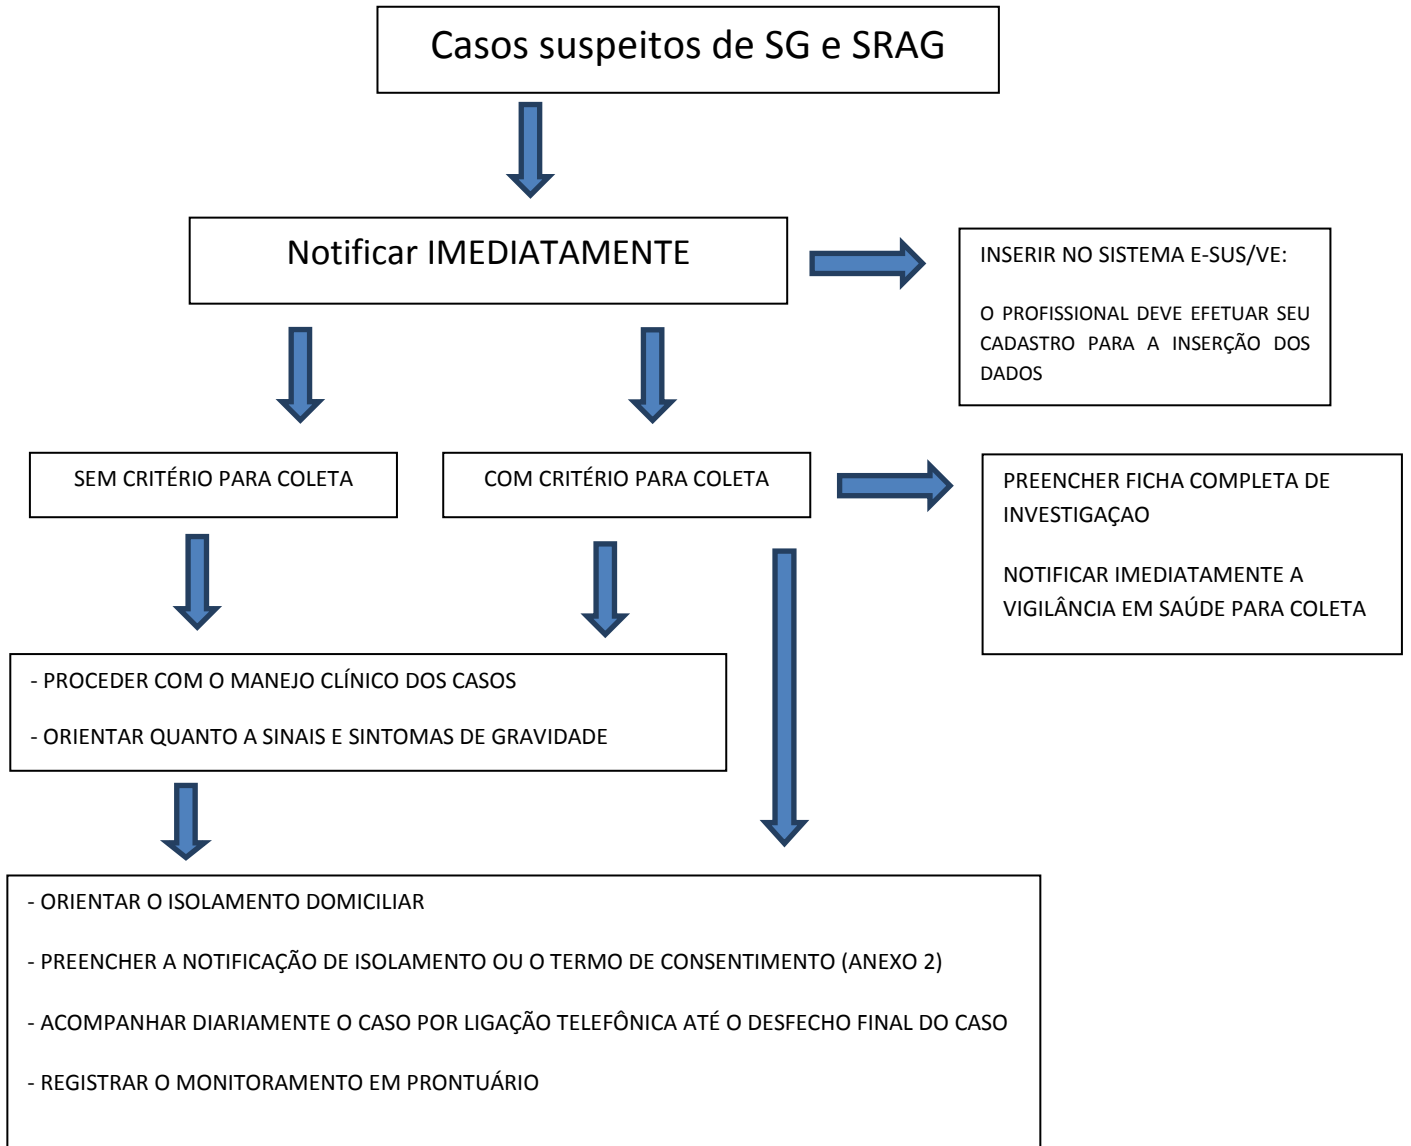 Casos suspeitos de SG e SRAG
Notificar IMEDIATAMENTE
INSERIR NO SISTEMA E-SUS/VE:
O PROFISSIONAL DEVE EFETUAR SEU
CADASTRO PARA A INSERÇÃO DOS
DADOS
SEM CRITÉRIO PARA COLETA
COM CRITÉRIO PARA COLETA
PREENCHER FICHA COMPLETA DE
INVESTIGAÇAO
NOTIFICAR IMEDIATAMENTE A
VIGILÂNCIA EM SAÚDE PARA COLETA
- PROCEDER COM O MANEJO CLÍNICO DOS CASOS
- ORIENTAR QUANTO A SINAIS E SINTOMAS DE GRAVIDADE
- ORIENTAR O ISOLAMENTO DOMICILIAR
- PREENCHER A NOTIFICAÇÃO DE ISOLAMENTO OU O TERMO DE CONSENTIMENTO (ANEXO 2)
- ACOMPANHAR DIARIAMENTE O CASO POR LIGAÇÃO TELEFÔNICA ATÉ O DESFECHO FINAL DO CASO
- REGISTRAR O MONITORAMENTO EM PRONTUÁRIO